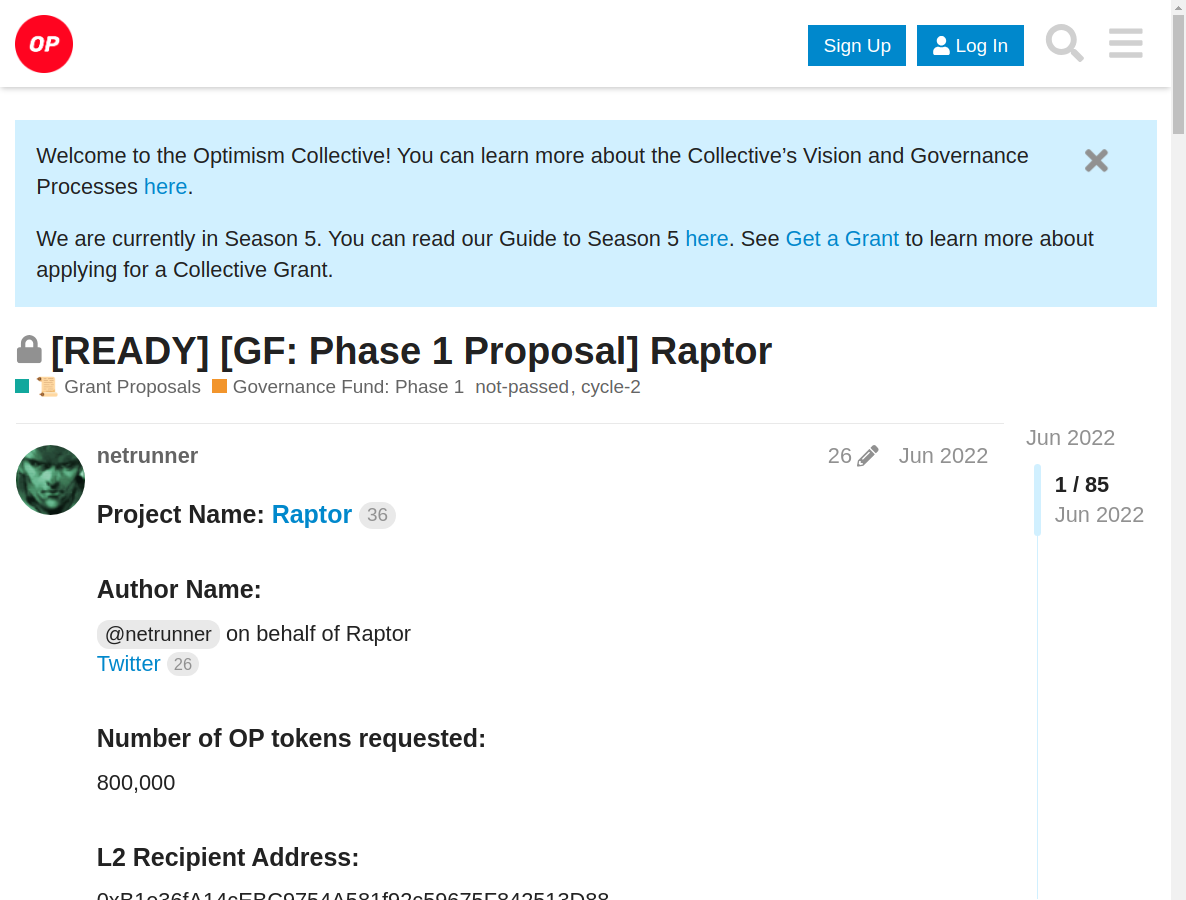 OP
Sign Up
Log In
Welcome to the Optimism Collective! You can learn more about the Collective’s Vision and Governance
Processes here.
We are currently in Season 5. You can read our Guide to Season 5 here. See Get a Grant to learn more about
applying for a Collective Grant.
[READY] [GF: Phase 1 Proposal] Raptor
Grant Proposals Governance Fund: Phase 1 not-passed, cycle-2
netrunner 26 Jun 2022
Jun 2022
1 / 85
Jun 2022
Project Name: Raptor 36
Author Name:
@netrunner on behalf of Raptor
Twitter 26
Number of OP tokens requested:
800,000
L2 Recipient Address: